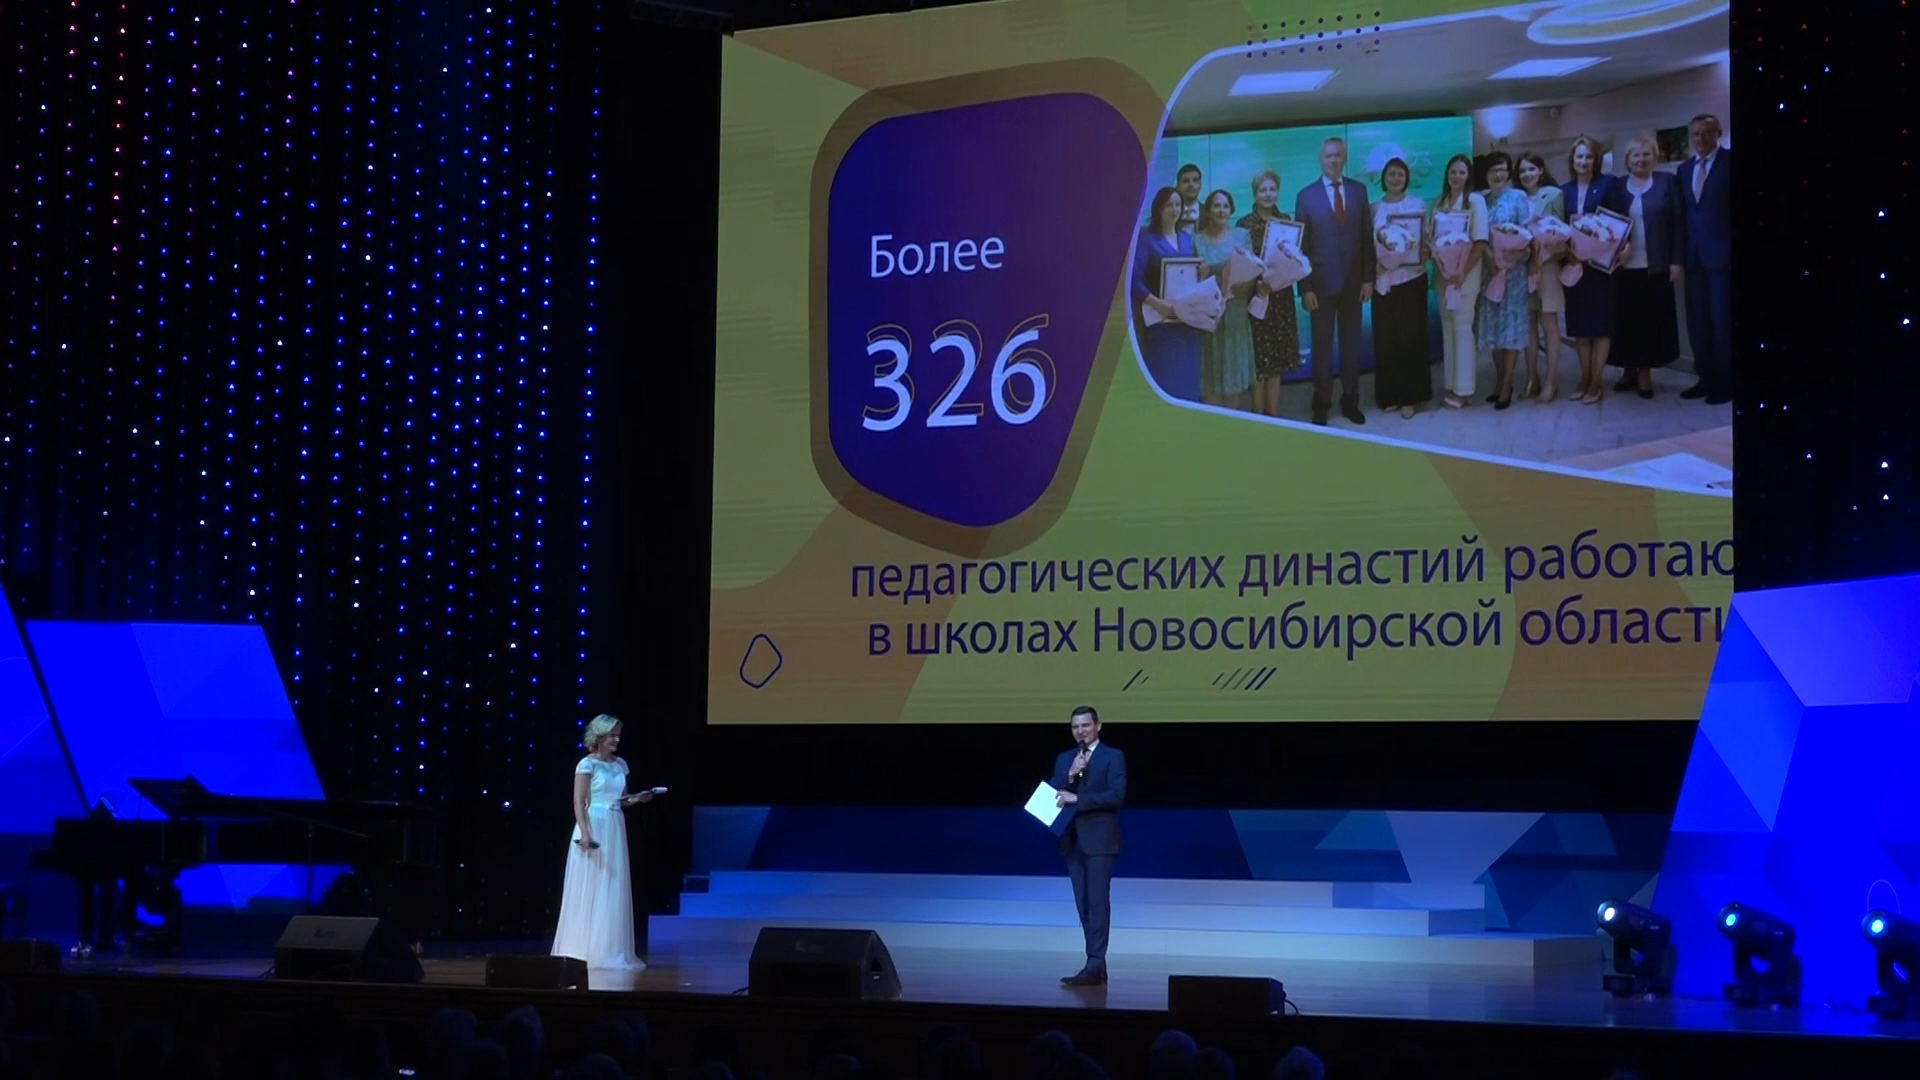 Более
326
педагогических династий работаю
в школах Новосибирской област